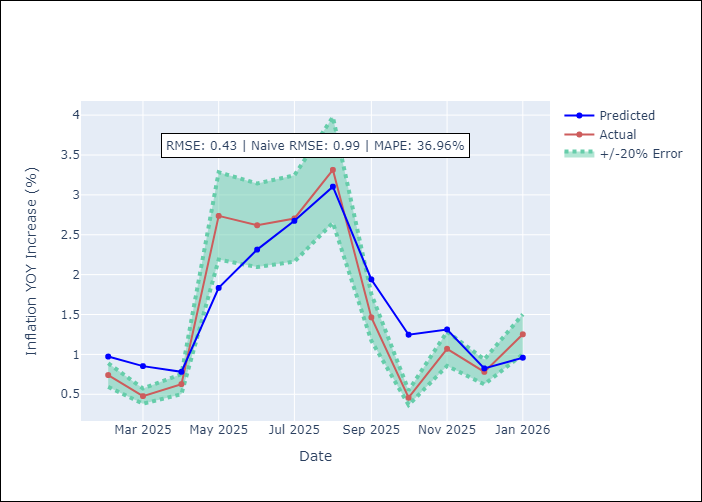 4
3.5
3
2.5
2
1.5
1
0.5
Inflation YOY Increase (%)
RMSE: 0.43 | Naive RMSE: 0.99 | MAPE: 36.96%
Predicted
Actual
+/-20% Error
Mar 2025 May 2025 Jul 2025 Sep 2025 Nov 2025 Jan 2026
Date